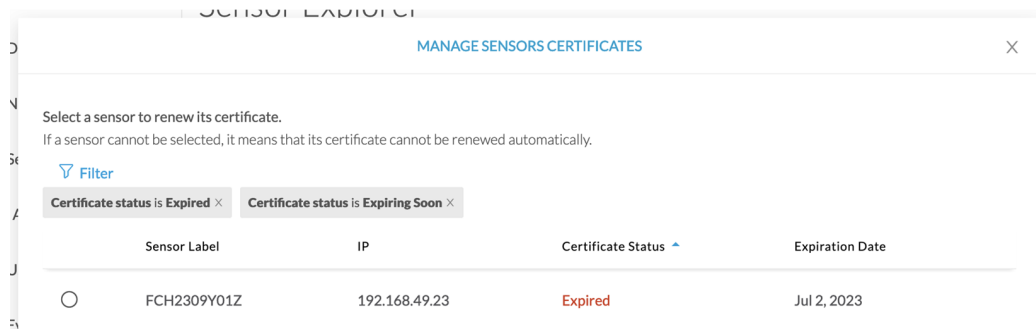 Sensor Explorer
MANAGE SENSORS CERTIFICATES
Select a sensor to renew its certificate.
If a sensor cannot be selected, it means that its certificate cannot be renewed automatically.
Filter
Certificate status is Expired × Certificate status is Expiring Soon ×
Sensor Label IP Certificate Status Expiration Date
FCH2309Y01Z 192.168.49.23 Expired Jul 2, 2023